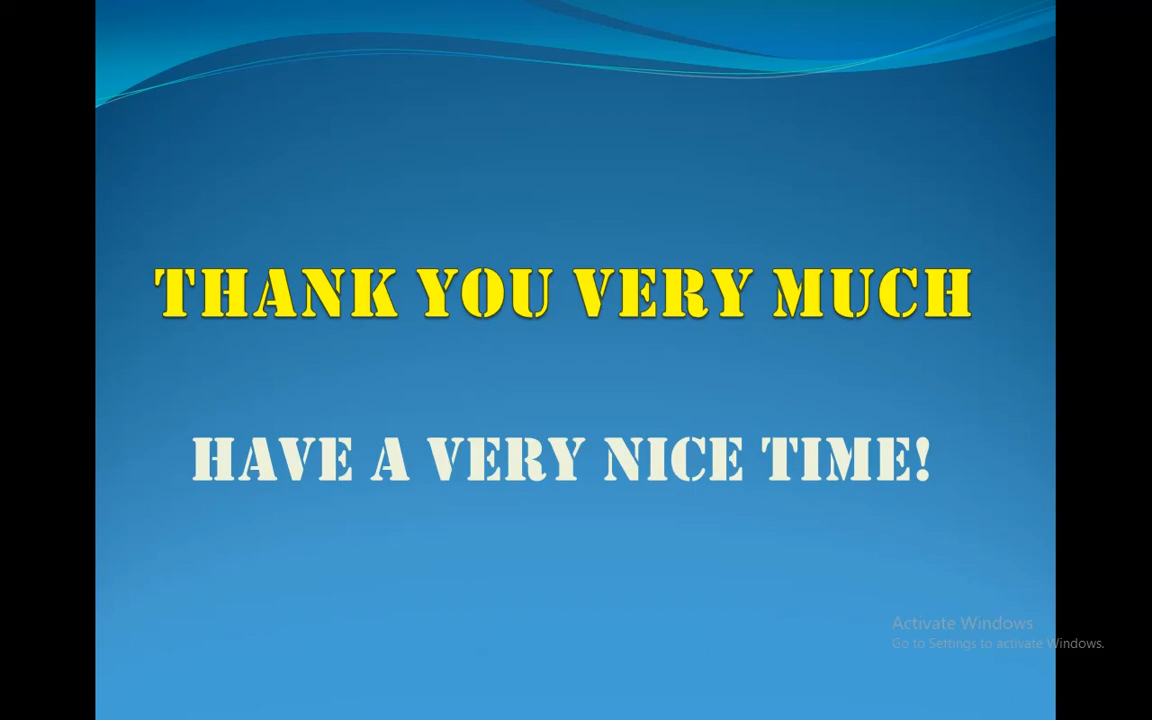 THANK YOU VERY MUCH
HAVE A VERY NICE TIME!
Activate Windows
Go to Settings to activate Windows.